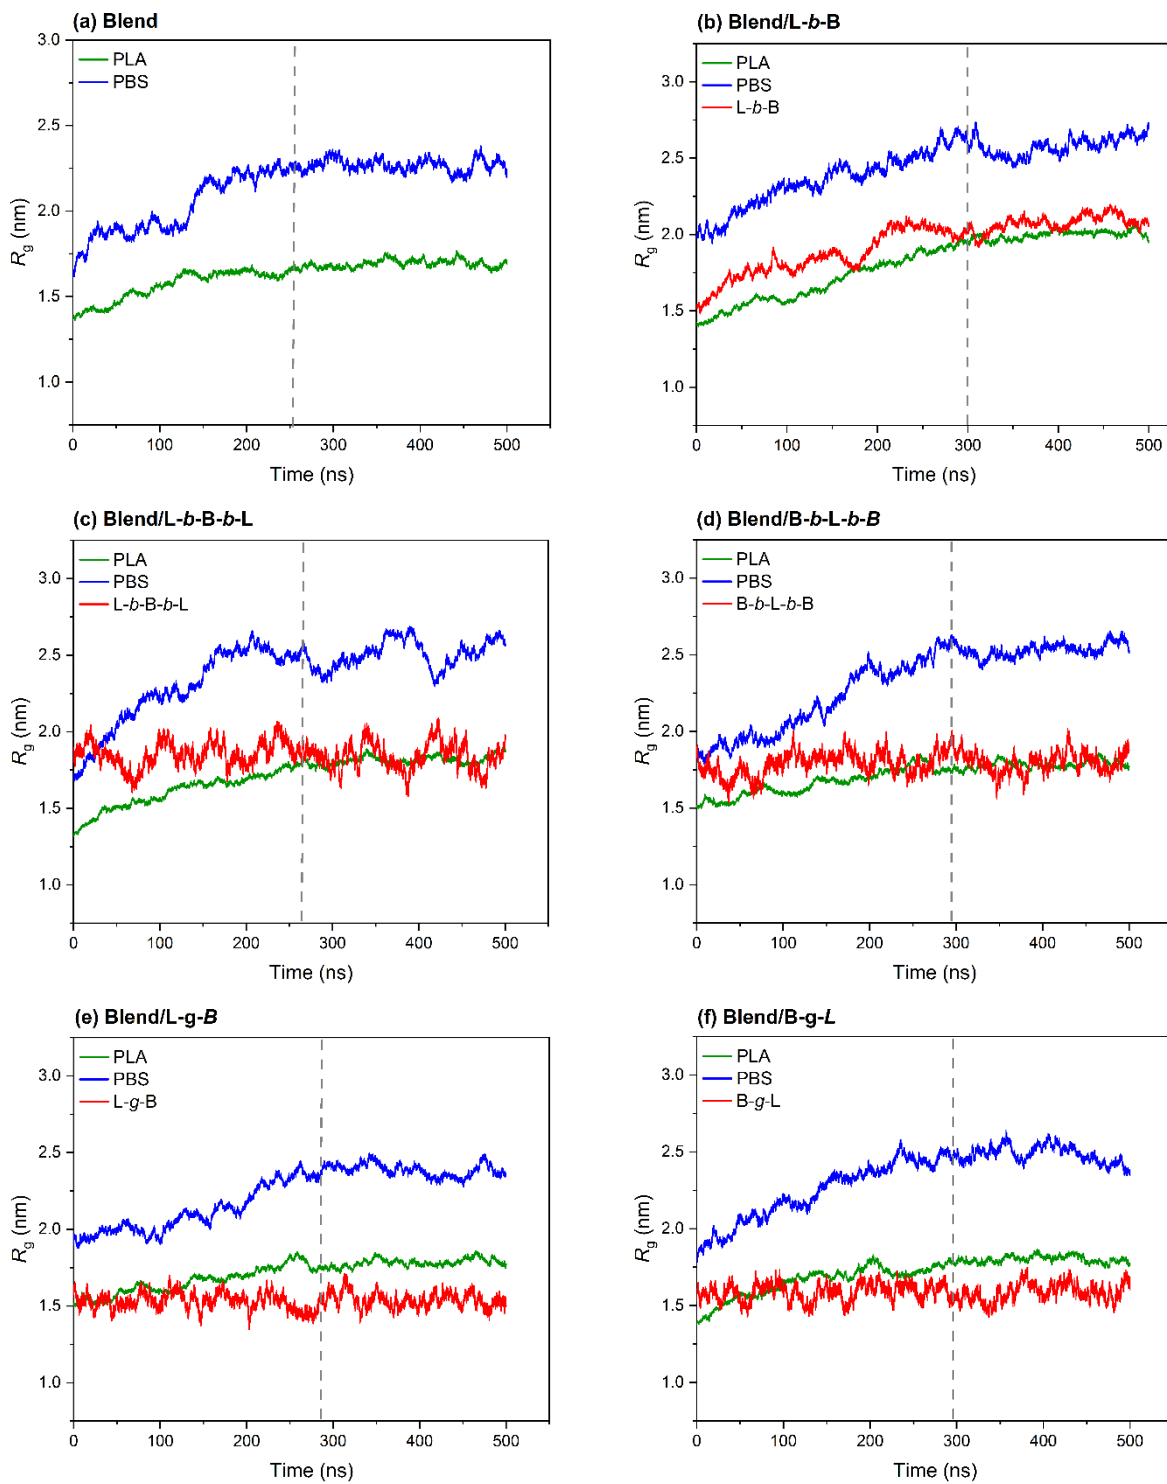 (a) Blend
3.0
2.5
2.0
1.5
1.0
Rg (nm)
PLA
PBS
0 100 200 300 400 500
Time (ns)
(b) Blend/L-b-B
3.0
2.5
2.0
1.5
1.0
Rg (nm)
PLA
PBS
L-b-B
0 100 200 300 400 500
Time (ns)
(c) Blend/L-b-B-b-L
3.0
2.5
2.0
1.5
1.0
Rg (nm)
PLA
PBS
L-b-B-b-L
0 100 200 300 400 500
Time (ns)
(d) Blend/B-b-L-b-B
3.0
2.5
2.0
1.5
1.0
Rg (nm)
PLA
PBS
B-b-L-b-B
0 100 200 300 400 500
Time (ns)
(e) Blend/L-g-B
3.0
2.5
2.0
1.5
1.0
Rg (nm)
PLA
PBS
L-g-B
0 100 200 300 400 500
Time (ns)
(f) Blend/B-g-L
3.0
2.5
2.0
1.5
1.0
Rg (nm)
PLA
PBS
B-g-L
0 100 200 300 400 500
Time (ns)